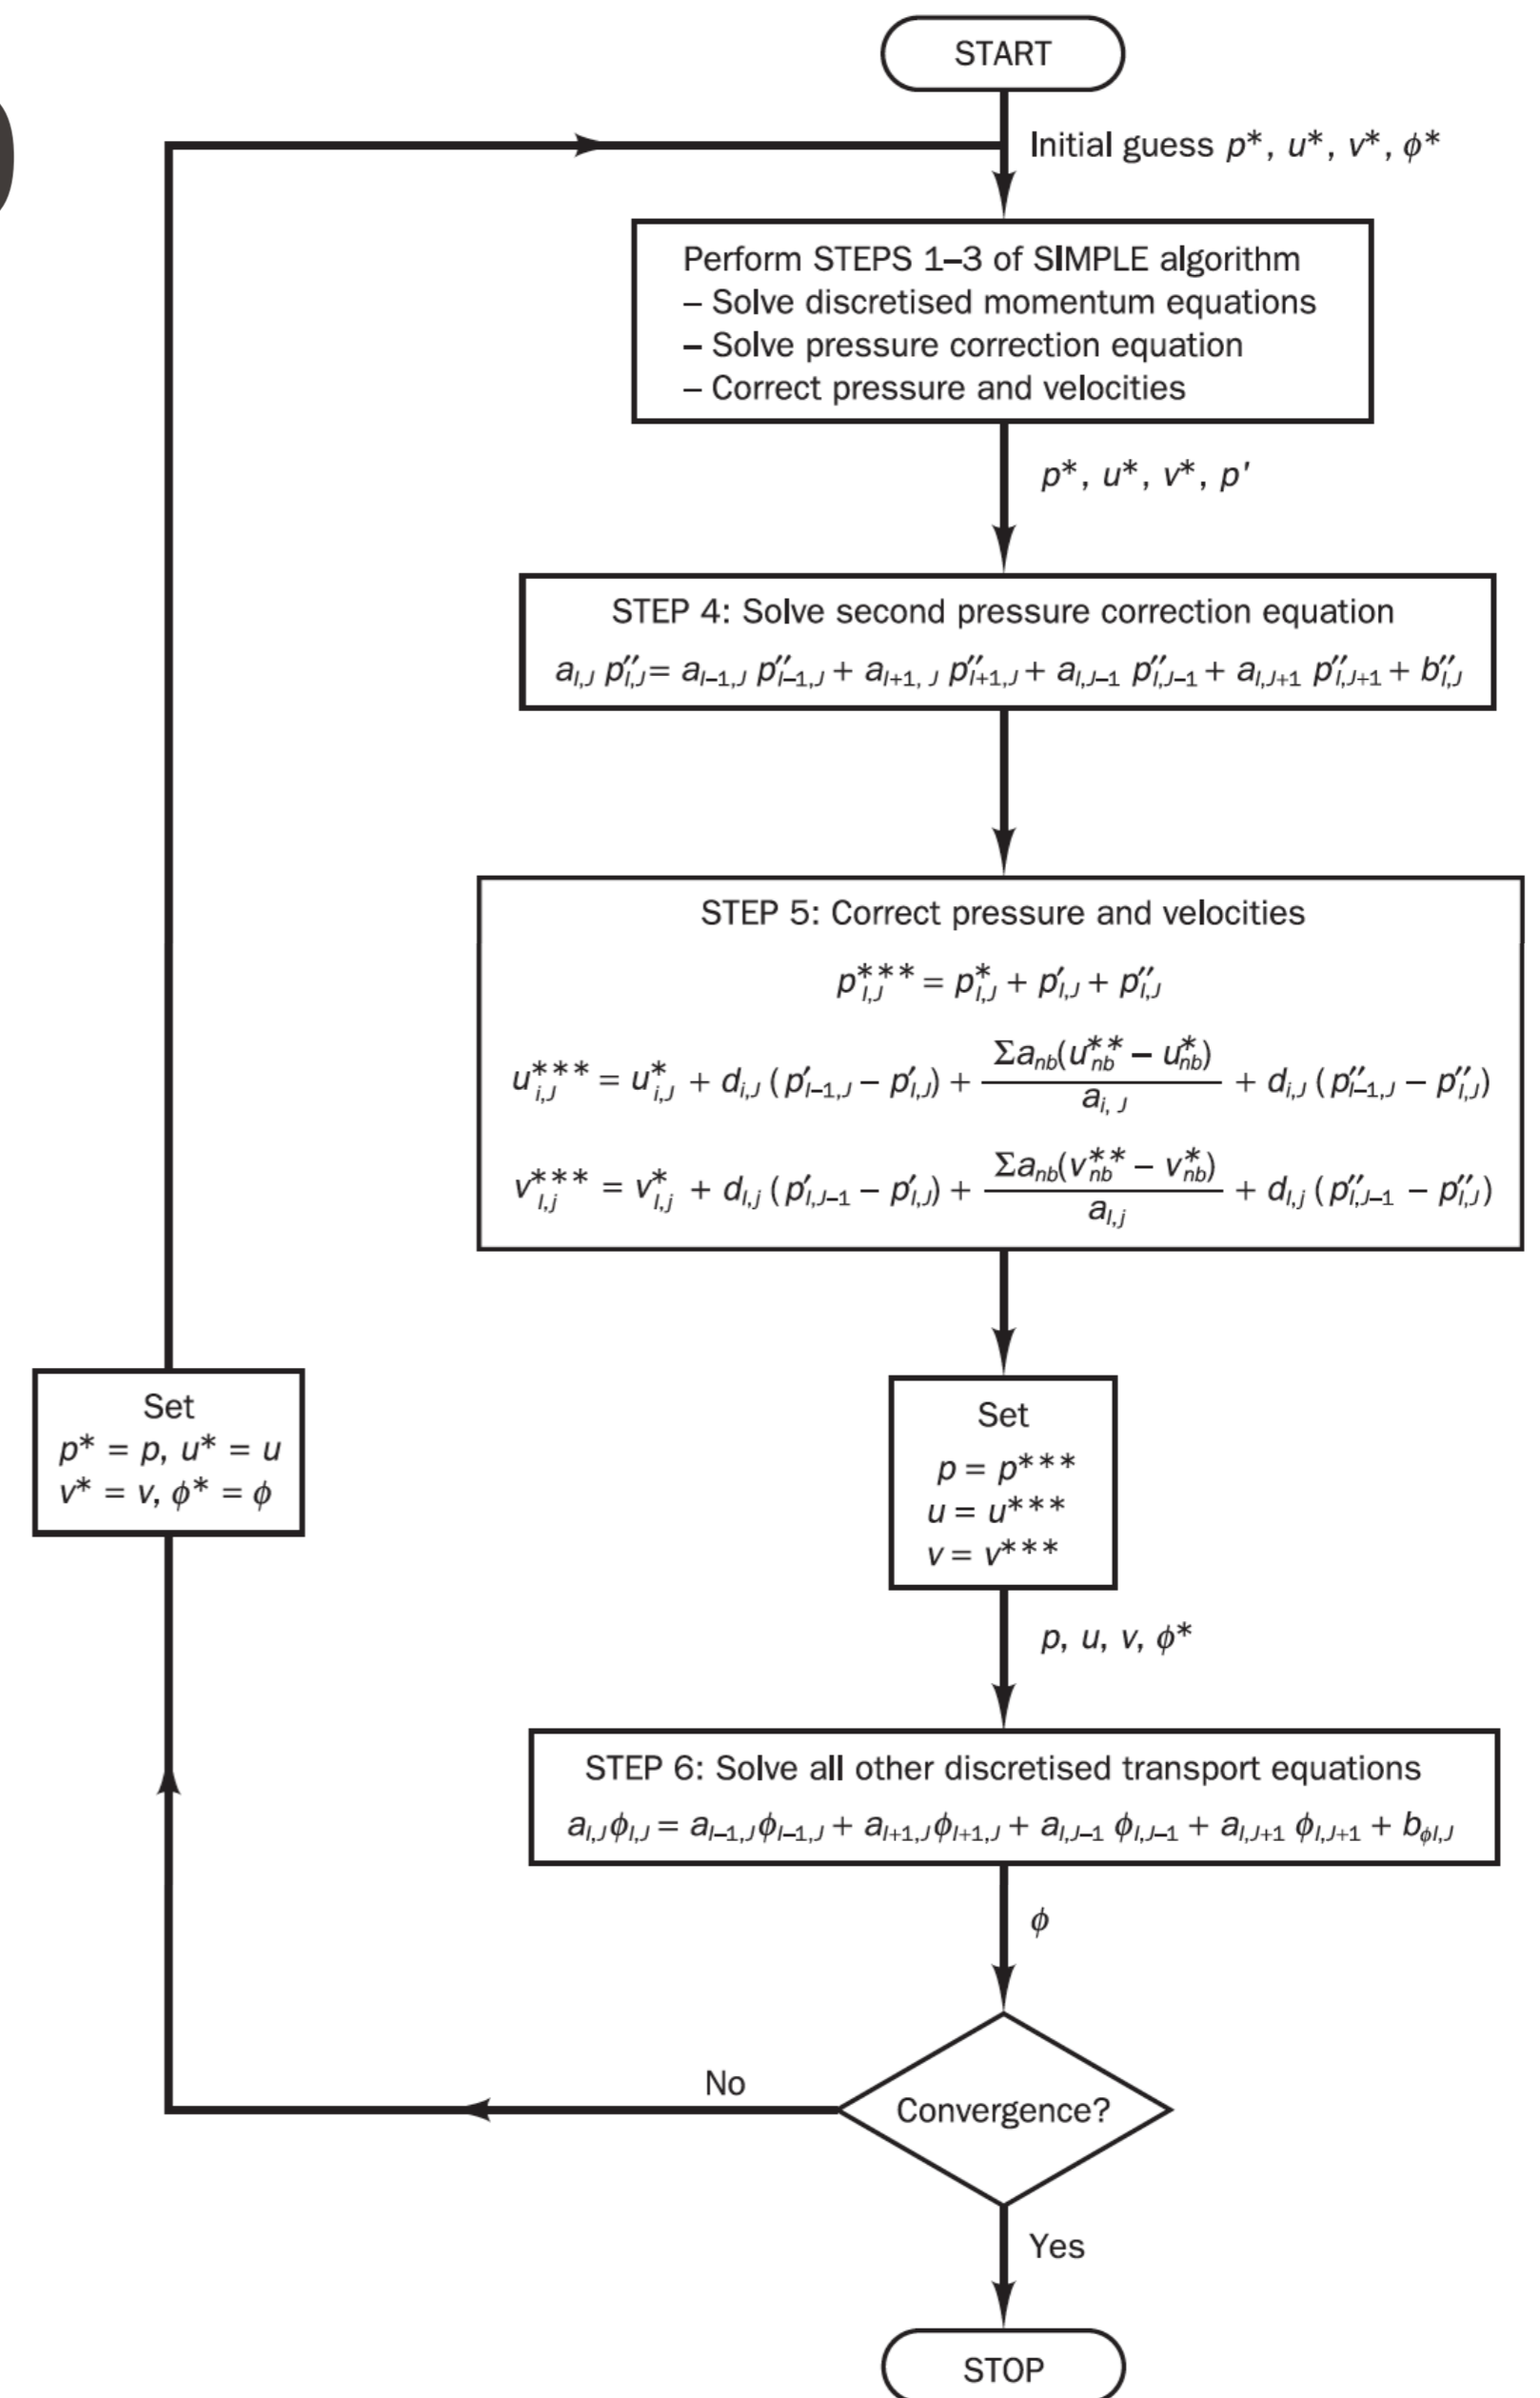 START
Initial guess p*, u*, v*, ϕ*
Perform STEPS 1–3 of SIMPLE algorithm
– Solve discretised momentum equations
– Solve pressure correction equation
– Correct pressure and velocities
p*, u*, v*, p′
STEP 4: Solve second pressure correction equation
a_{I,J} p″_{I,J} = a_{I–1,J} p″_{I–1,J} + a_{I+1,J} p″_{I+1,J} + a_{I,J–1} p″_{I,J–1} + a_{I,J+1} p″_{I,J+1} + b″_{I,J}
STEP 5: Correct pressure and velocities
p***_{I,J} = p*_{I,J} + p′_{I,J} + p″_{I,J}
u***_{i,J} = u*_{i,J} + d_{i,J} (p′_{I–1,J} – p′_{I,J}) + Σa_{nb}(u**_{nb} – u*_{nb}) / a_{i,J} + d_{i,J} (p″_{I–1,J} – p″_{I,J})
v***_{I,j} = v*_{I,j} + d_{I,j} (p′_{I,J–1} – p′_{I,J}) + Σa_{nb}(v**_{nb} – v*_{nb}) / a_{I,j} + d_{I,j} (p″_{I,J–1} – p″_{I,J})
Set
p = p***
u = u***
v = v***
Set
p* = p, u* = u
v* = v, ϕ* = ϕ
p, u, v, ϕ*
STEP 6: Solve all other discretised transport equations
a_{I,J}ϕ_{I,J} = a_{I–1,J}ϕ_{I–1,J} + a_{I+1,J}ϕ_{I+1,J} + a_{I,J–1} ϕ_{I,J–1} + a_{I,J+1} ϕ_{I,J+1} + b_{ϕI,J}
ϕ
No
Convergence?
Yes
STOP